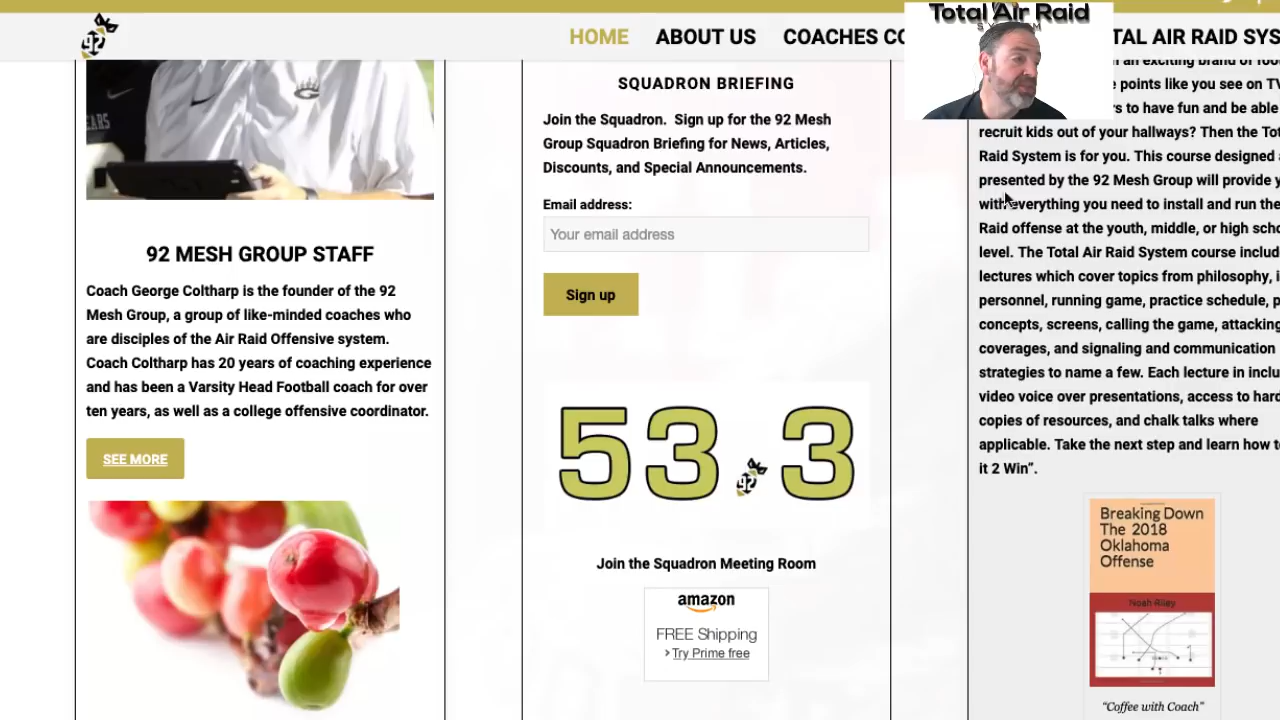 92
HOME
ABOUT US
COACHES CO
Total Air Raid
SYSTEM
TAL AIR RAID SYS
EARS
92 MESH GROUP STAFF
Coach George Coltharp is the founder of the 92
Mesh Group, a group of like-minded coaches who
are disciples of the Air Raid Offensive system.
Coach Coltharp has 20 years of coaching experience
and has been a Varsity Head Football coach for over
ten years, as well as a college offensive coordinator.
SEE MORE
SQUADRON BRIEFING
Join the Squadron. Sign up for the 92 Mesh
Group Squadron Briefing for News, Articles,
Discounts, and Special Announcements.
Email address:
Your email address
Sign up
53 92 3
Join the Squadron Meeting Room
amazon
FREE Shipping
Try Prime free
an exciting brand of foo
points like you see on TV
rs to have fun and be able
recruit kids out of your hallways? Then the Tot
Raid System is for you. This course designed a
presented by the 92 Mesh Group will provide y
with everything you need to install and run the
Raid offense at the youth, middle, or high scho
level. The Total Air Raid System course includ
lectures which cover topics from philosophy, i
personnel, running game, practice schedule, p
concepts, screens, calling the game, attacking
coverages, and signaling and communication
strategies to name a few. Each lecture in inclu
video voice over presentations, access to hard
copies of resources, and chalk talks where
applicable. Take the next step and learn how to
it 2 Win”.
Breaking Down
The 2018
Oklahoma
Offense
Noah Riley
“Coffee with Coach”